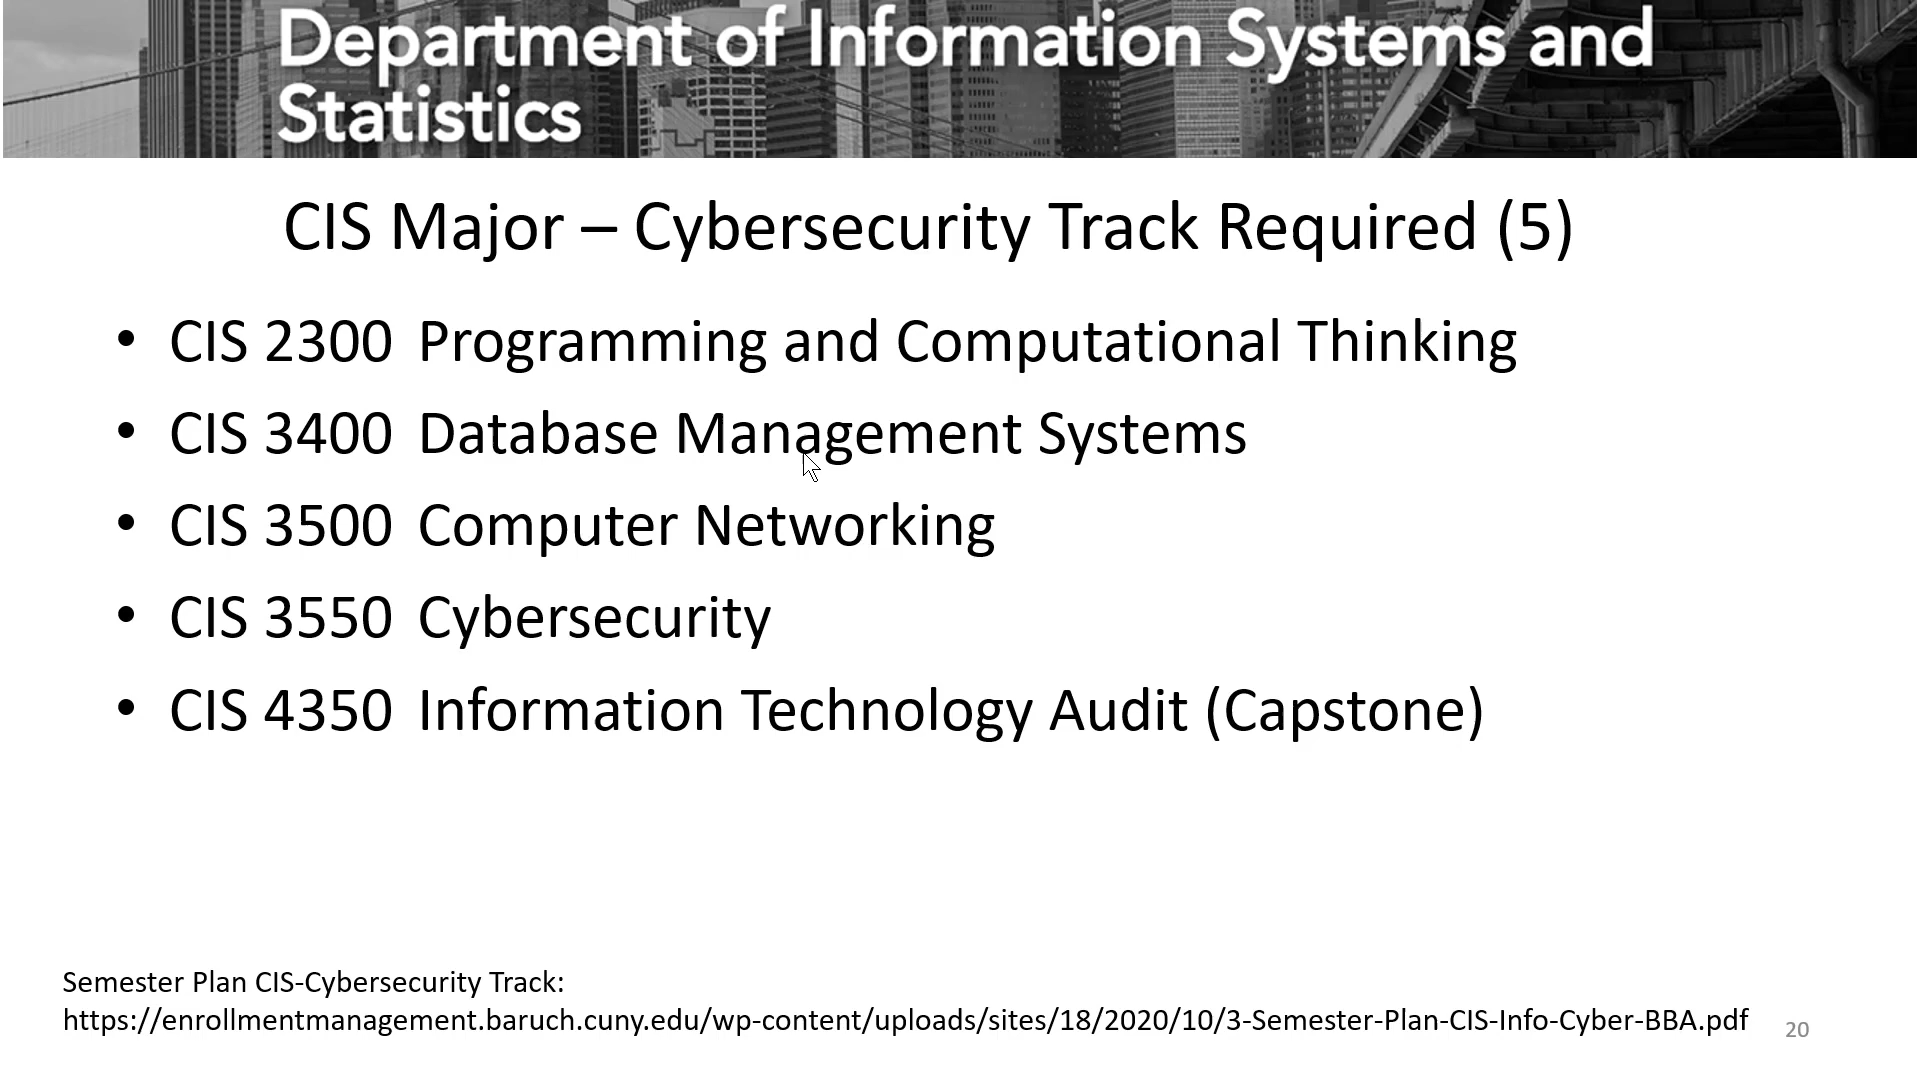 Department of Information Systems and
Statistics
CIS Major – Cybersecurity Track Required (5)
• CIS 2300 Programming and Computational Thinking
• CIS 3400 Database Management Systems
• CIS 3500 Computer Networking
• CIS 3550 Cybersecurity
• CIS 4350 Information Technology Audit (Capstone)
Semester Plan CIS-Cybersecurity Track:
https://enrollmentmanagement.baruch.cuny.edu/wp-content/uploads/sites/18/2020/10/3-Semester-Plan-CIS-Info-Cyber-BBA.pdf
20